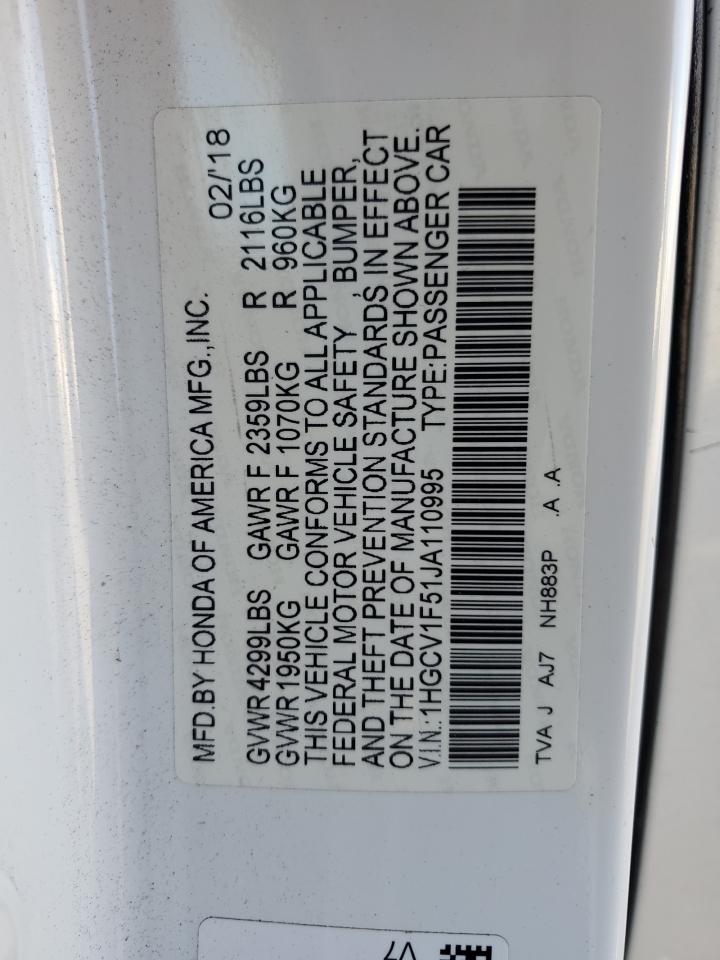 MFD.BY HONDA OF AMERICA MFG.,INC. 02/'18
GVWR 4299LBS GAWR F 2359LBS R 2116LBS
GVWR 1950KG GAWR F 1070KG R 960KG
THIS VEHICLE CONFORMS TO ALL APPLICABLE
FEDERAL MOTOR VEHICLE SAFETY , BUMPER,
AND THEFT PREVENTION STANDARDS IN EFFECT
ON THE DATE OF MANUFACTURE SHOWN ABOVE.
V.I.N.:1HGCV1F51JA110995 TYPE:PASSENGER CAR
TVA J AJ7 NH883P .A .A